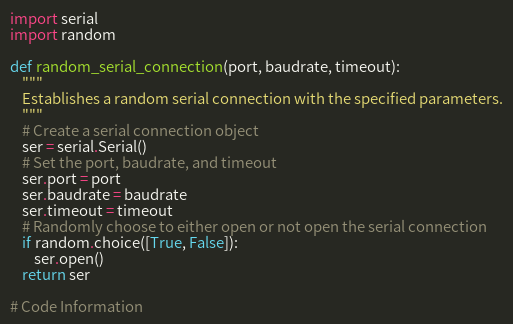 import serial
import random

def random_serial_connection(port, baudrate, timeout):
    """
    Establishes a random serial connection with the specified parameters.
    """
    # Create a serial connection object
    ser = serial.Serial()
    # Set the port, baudrate, and timeout
    ser.port = port
    ser.baudrate = baudrate
    ser.timeout = timeout
    # Randomly choose to either open or not open the serial connection
    if random.choice([True, False]):
        ser.open()
    return ser

# Code Information